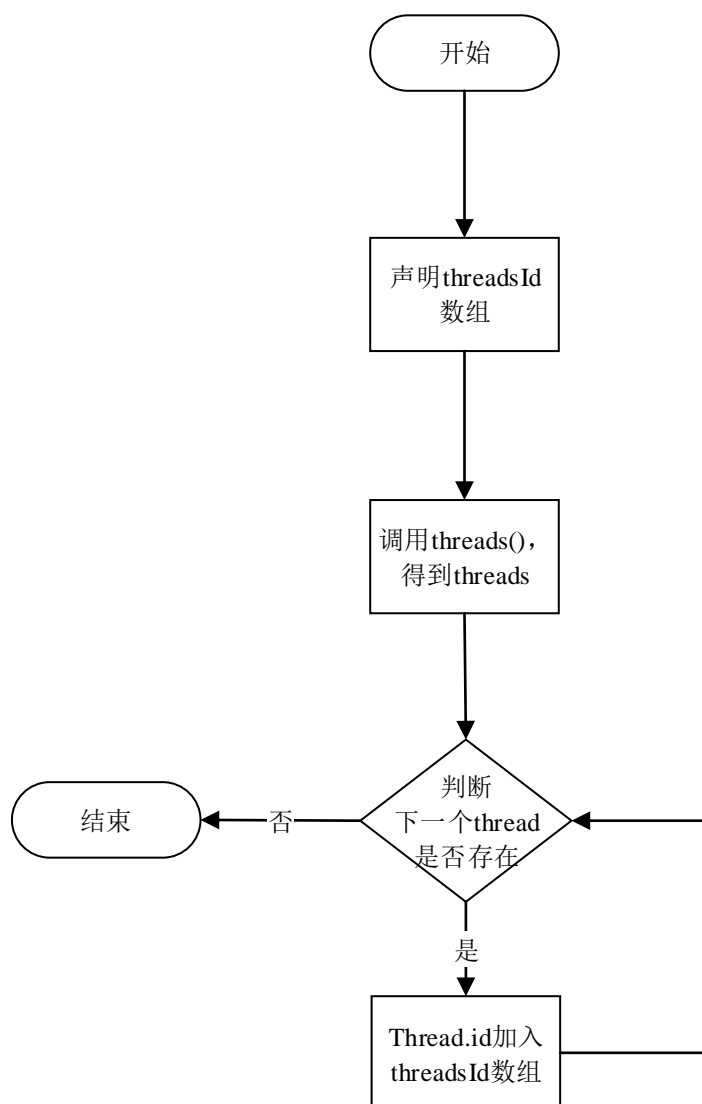 开始
声明threadsId
数组
调用threads()，
得到threads
判断
下一个thread
是否存在
否
结束
是
Thread.id加入
threadsId数组